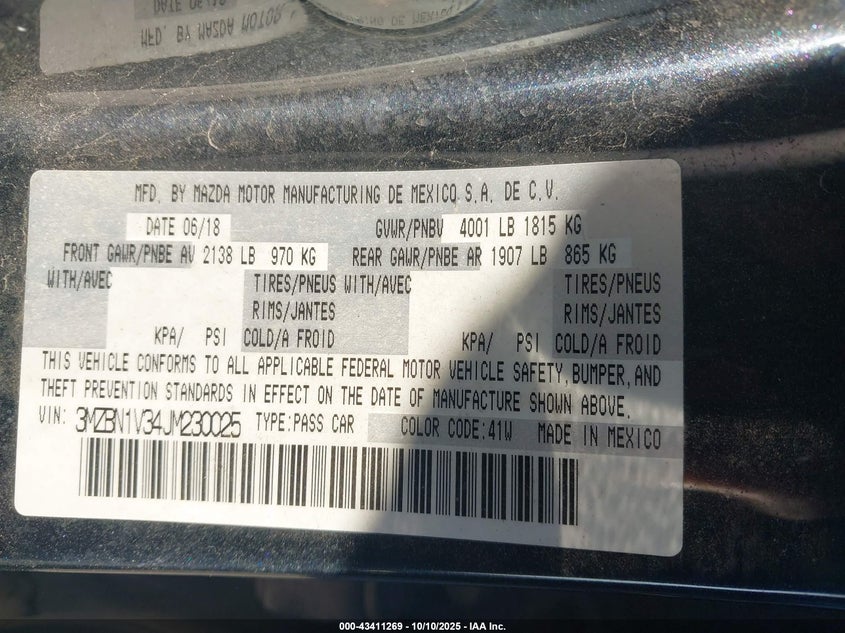 MFD. BY MAZDA MOTOR
MFD. BY MAZDA MOTOR MANUFACTURING DE MEXICO S.A. DE C.V.
DATE 06/18 GVWR/PNBV 4001 LB 1815 KG
FRONT GAWR/PNBE AV 2138 LB 970 KG REAR GAWR/PNBE AR 1907 LB 865 KG
WITH/AVEC TIRES/PNEUS WITH/AVEC TIRES/PNEUS
RIMS/JANTES RIMS/JANTES
KPA/ PSI COLD/A FROID KPA/ PSI COLD/A FROID
THIS VEHICLE CONFORMS TO ALL APPLICABLE FEDERAL MOTOR VEHICLE SAFETY, BUMPER, AND
THEFT PREVENTION STANDARDS IN EFFECT ON THE DATE OF MANUFACTURE SHOWN ABOVE.
VIN: 3MZBN1V34JM230025 TYPE:PASS CAR COLOR CODE:41W MADE IN MEXICO
000-43411269 - 10/10/2025 - IAA Inc.